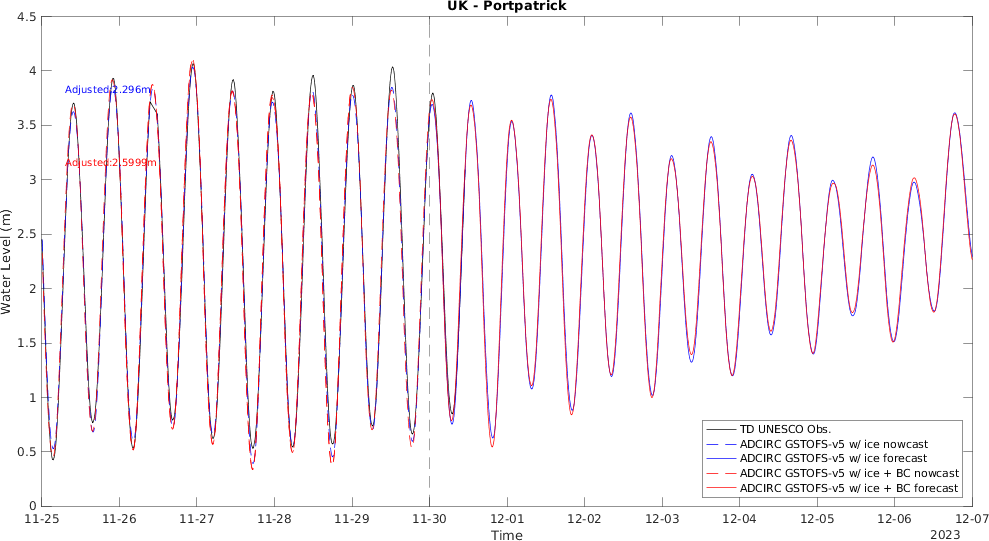 UK - Portpatrick
4.5
4
3.5
3
2.5
2
1.5
1
0.5
0
Water Level (m)
Adjusted:2.296m
Adjusted:2.5999m
TD UNESCO Obs.
ADCIRC GSTOFS-v5 w/ ice nowcast
ADCIRC GSTOFS-v5 w/ ice forecast
ADCIRC GSTOFS-v5 w/ ice + BC nowcast
ADCIRC GSTOFS-v5 w/ ice + BC forecast
11-25 11-26 11-27 11-28 11-29 11-30 12-01 12-02 12-03 12-04 12-05 12-06 12-07
Time
2023